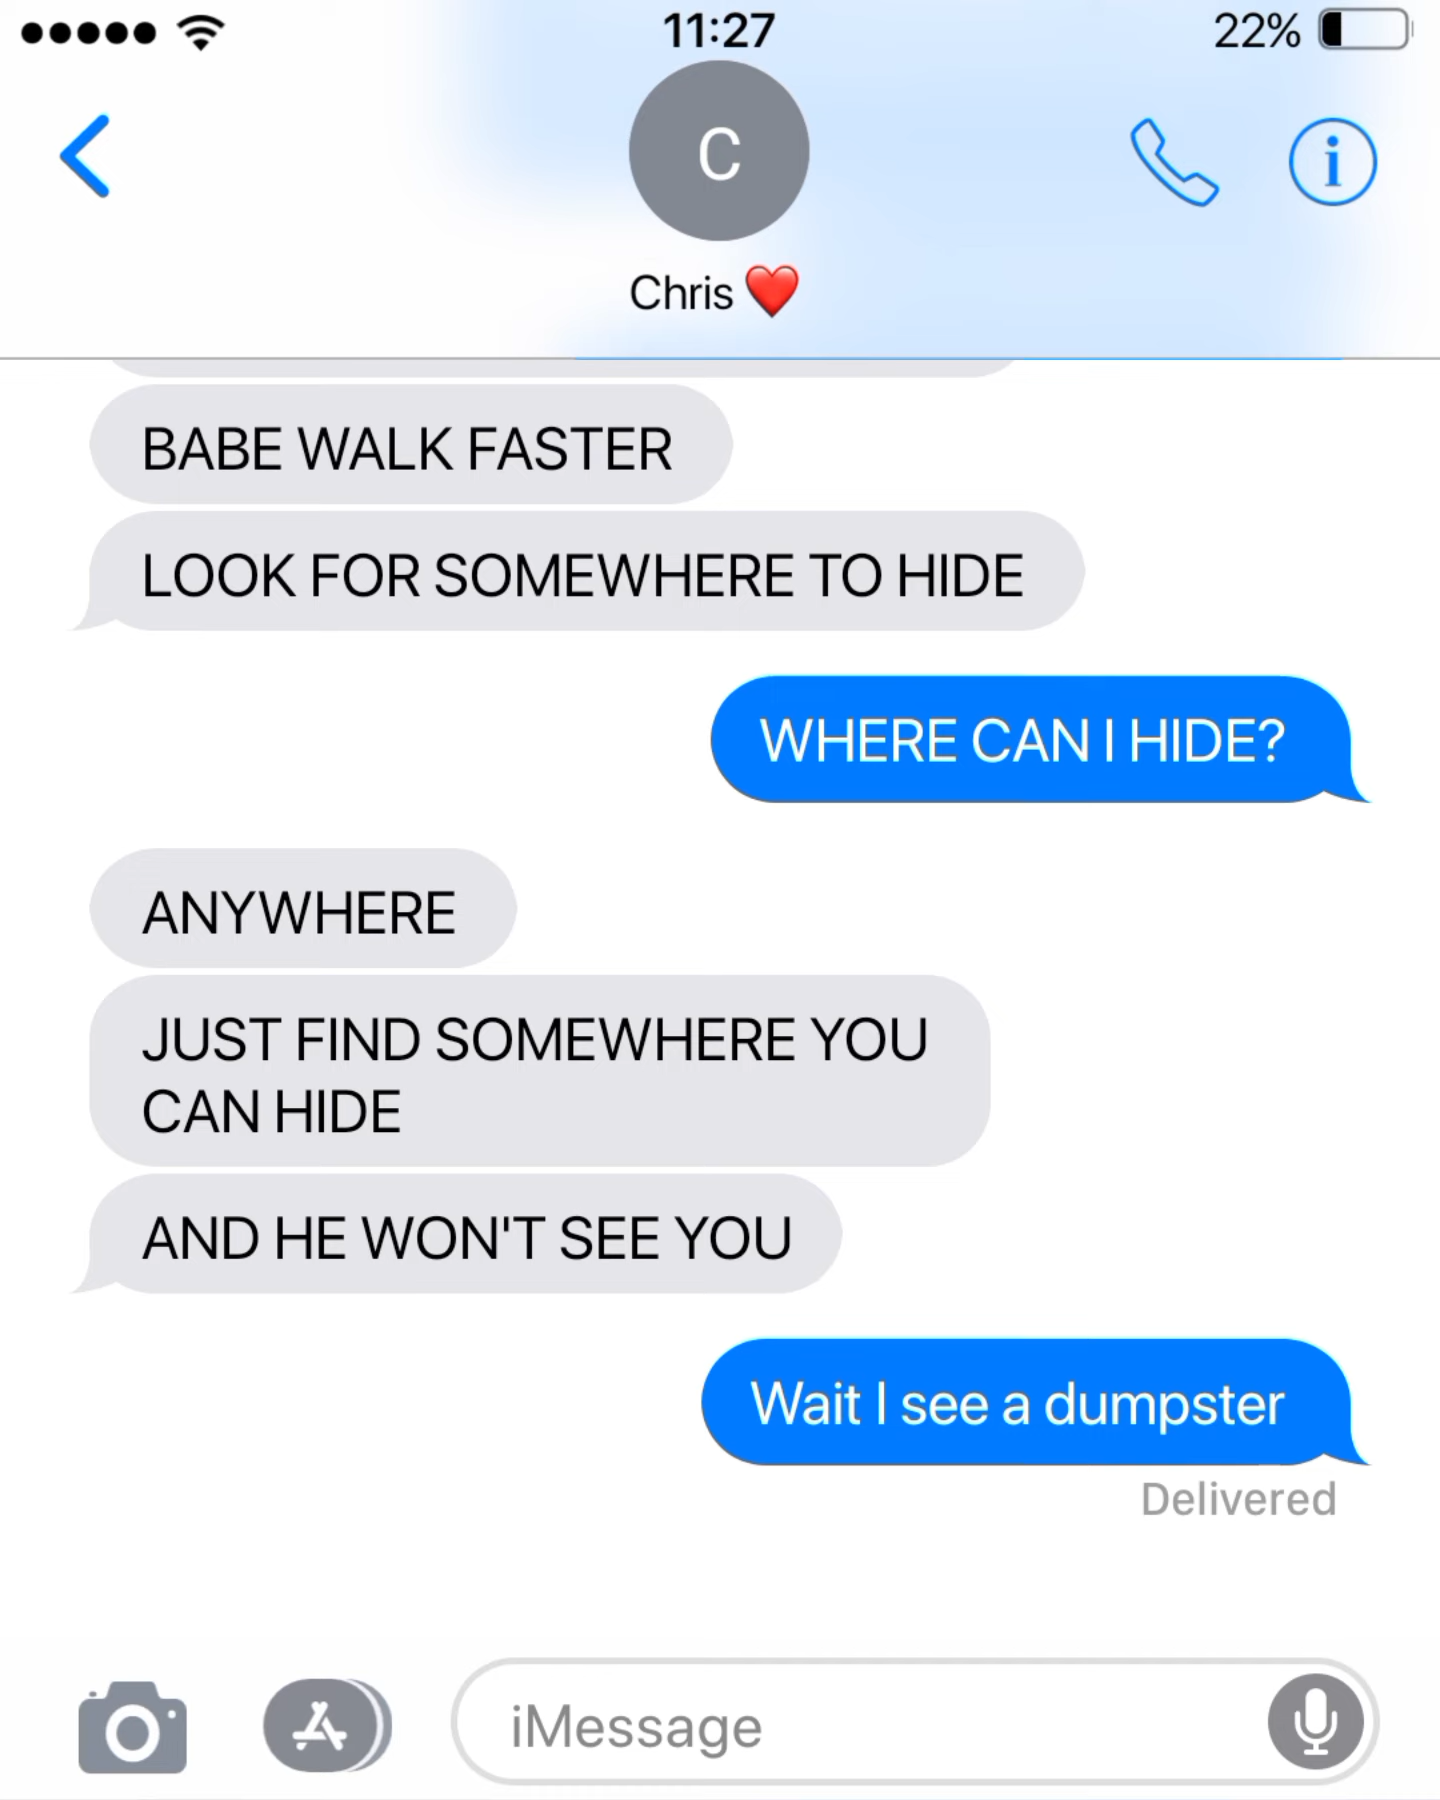 11:27
22%
C
Chris ❤️
BABE WALK FASTER
LOOK FOR SOMEWHERE TO HIDE
WHERE CAN I HIDE?
ANYWHERE
JUST FIND SOMEWHERE YOU
CAN HIDE
AND HE WON'T SEE YOU
Wait I see a dumpster
Delivered
iMessage